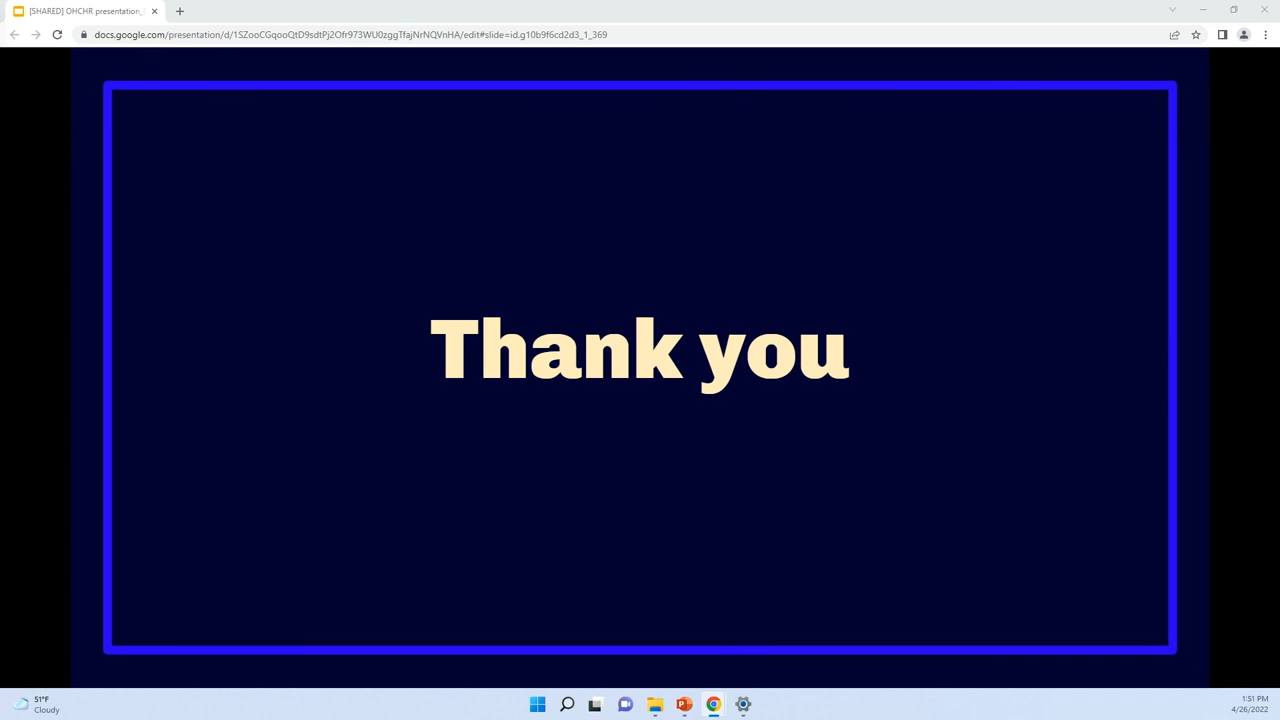 [SHARED] OHCHR presentation_
docs.google.com/presentation/d/1SZooCGqooQtD9sdtPj2Ofr973WU0zggTfajNrNQVnHA/edit#slide=id.g10b9f6cd2d3_1_369
Thank you
51°F
Cloudy
1:51 PM
4/26/2022